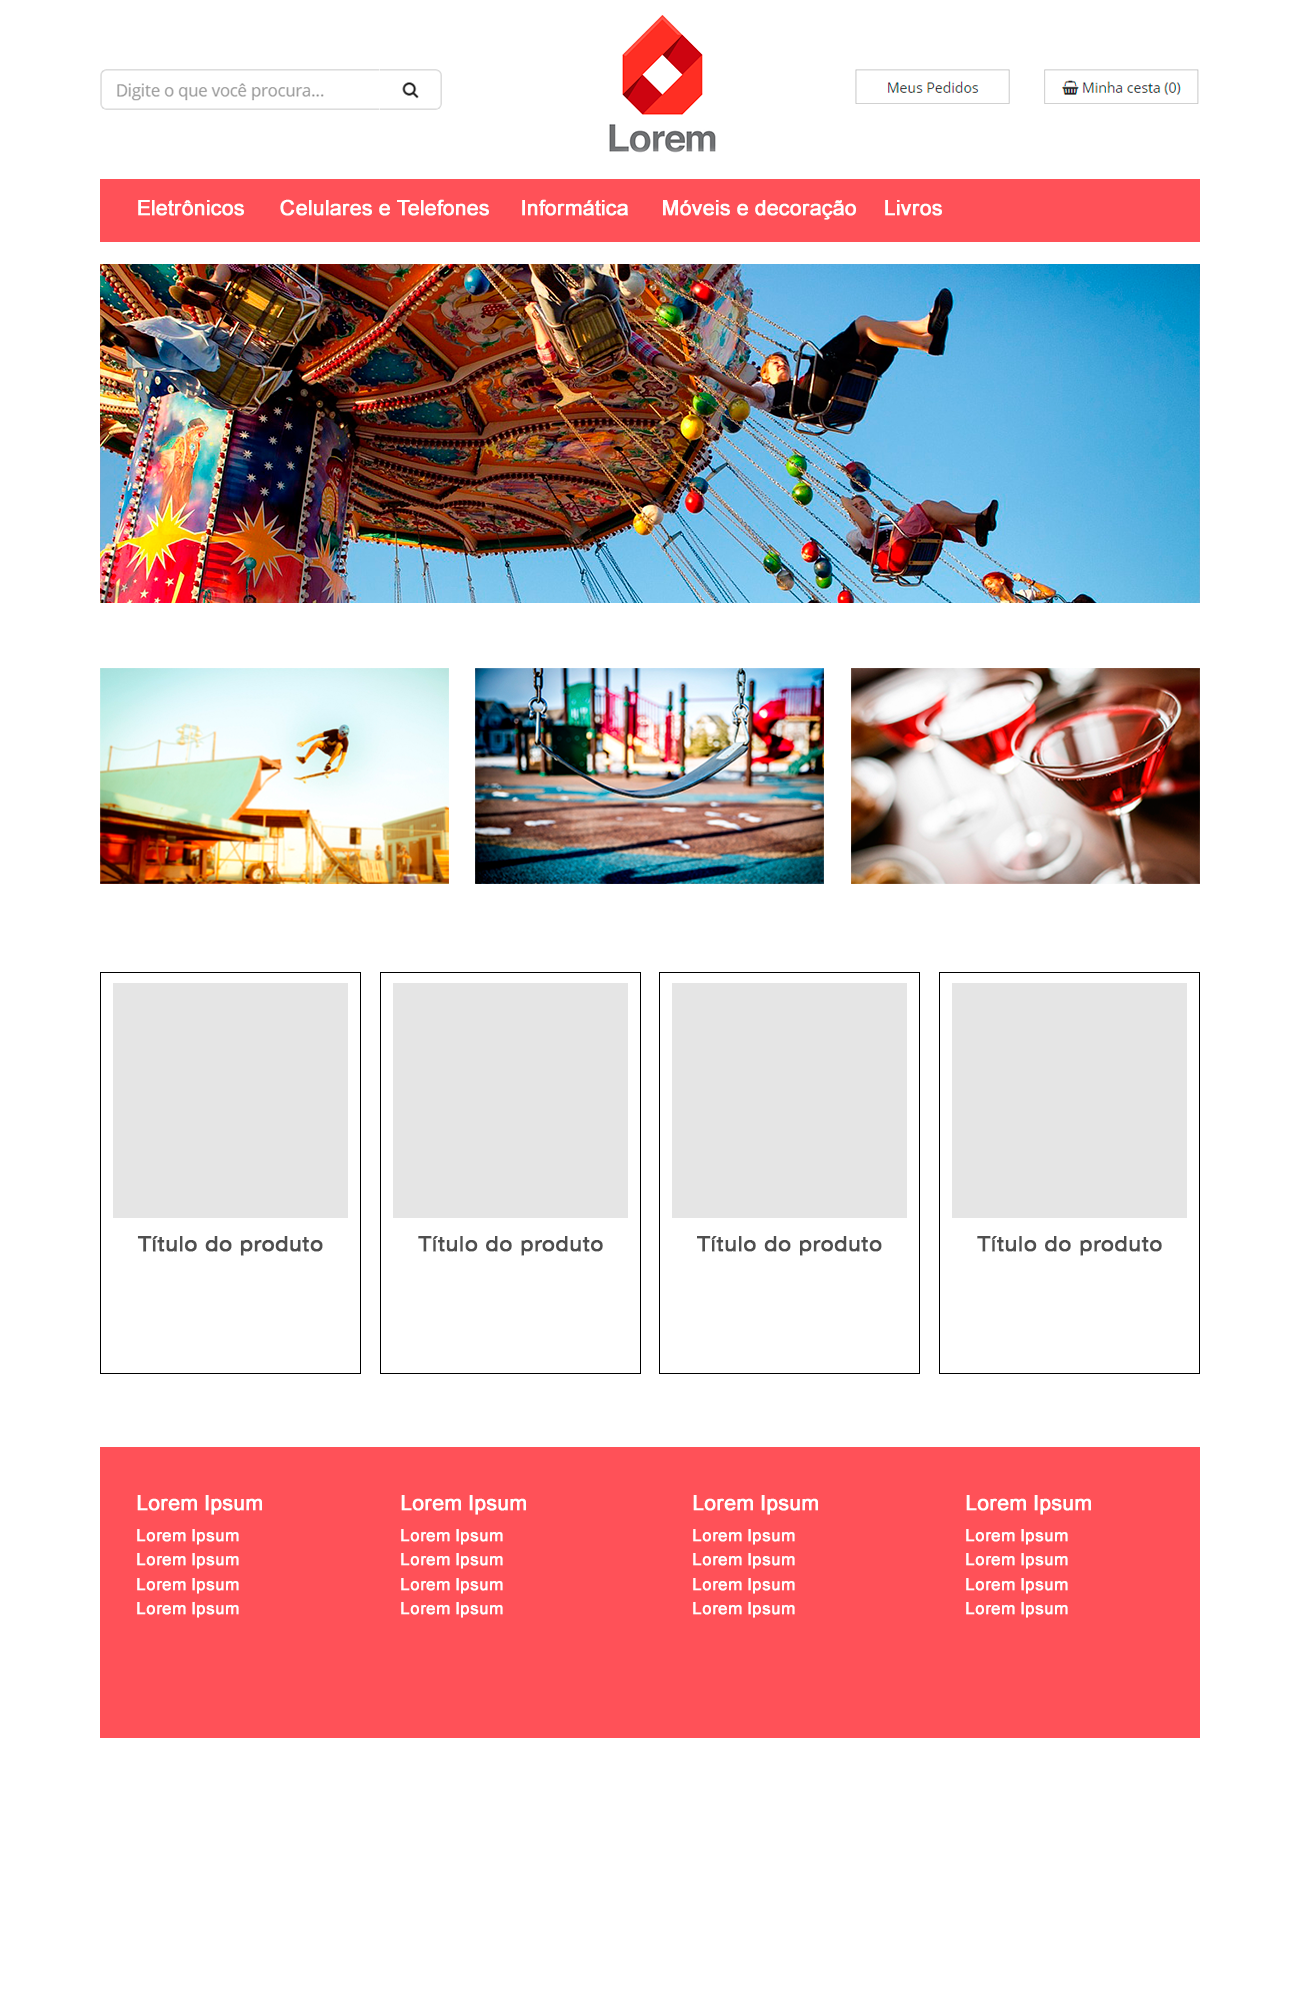 Digite o que você procura...
Lorem
Meus Pedidos
Minha cesta (0)
Eletrônicos Celulares e Telefones Informática Móveis e decoração Livros
Título do produto Título do produto Título do produto Título do produto
Lorem Ipsum Lorem Ipsum Lorem Ipsum Lorem Ipsum
Lorem Ipsum Lorem Ipsum Lorem Ipsum Lorem Ipsum
Lorem Ipsum Lorem Ipsum Lorem Ipsum Lorem Ipsum
Lorem Ipsum Lorem Ipsum Lorem Ipsum Lorem Ipsum
Lorem Ipsum Lorem Ipsum Lorem Ipsum Lorem Ipsum